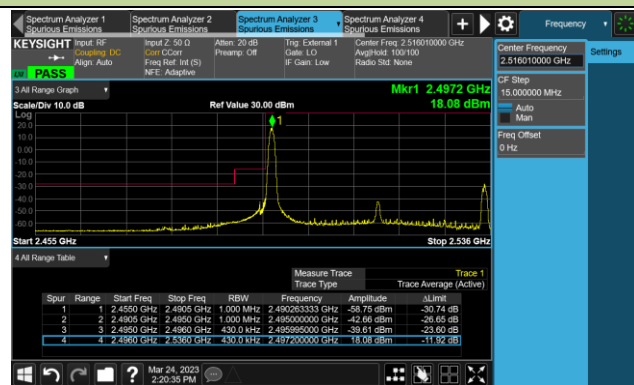 Spectrum Analyzer 1
Spurious Emissions
Spectrum Analyzer 2
Spurious Emissions
Spectrum Analyzer 3
Spurious Emissions
Spectrum Analyzer 4
Spurious Emissions
Frequency
KEYSIGHT
Input: RF
Coupling: DC
Align: Auto
Input Z: 50 Ω
Corr CCorr
Freq Ref: Int (S)
NFE: Adaptive
Atten: 20 dB
Preamp: Off
Trig: External 1
Gate: LO
IF Gain: Low
Center Freq: 2.516010000 GHz
Avg|Hold: 100/100
Radio Std: None
PASS
Center Frequency
2.516010000 GHz
Settings
CF Step
15.000000 MHz
Auto
Man
Freq Offset
0 Hz
3 All Range Graph
Mkr1 2.4972 GHz
Scale/Div 10.0 dB
Ref Value 30.00 dBm
18.08 dBm
Log
20.0
10.0
0.00
-10.0
-20.0
-30.0
-40.0
-50.0
-60.0
1
Start 2.455 GHz
Stop 2.536 GHz
4 All Range Table
Measure Trace Trace 1
Trace Type Trace Average (Active)
Spur Range Start Freq Stop Freq RBW Frequency Amplitude ΔLimit
1 1 2.4550 GHz 2.4905 GHz 1.000 MHz 2.490263333 GHz -58.75 dBm -30.74 dB
2 2 2.4905 GHz 2.4950 GHz 1.000 MHz 2.495000000 GHz -42.66 dBm -26.65 dB
3 3 2.4950 GHz 2.4960 GHz 430.0 kHz 2.495995000 GHz -39.61 dBm -23.60 dB
4 4 2.4960 GHz 2.5360 GHz 430.0 kHz 2.497200000 GHz 18.08 dBm -11.92 dB
Mar 24, 2023
2:20:35 PM